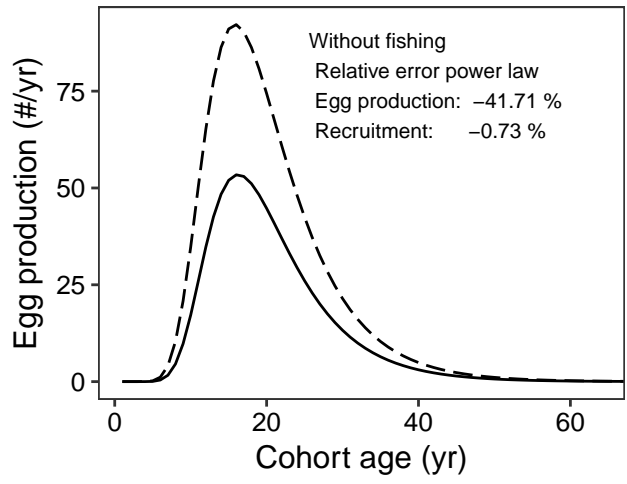 Without fishing
Relative error power law
Egg production: −41.71 %
Recruitment: −0.73 %
Egg production (#/yr)
75
50
25
0
0 20 40 60
Cohort age (yr)